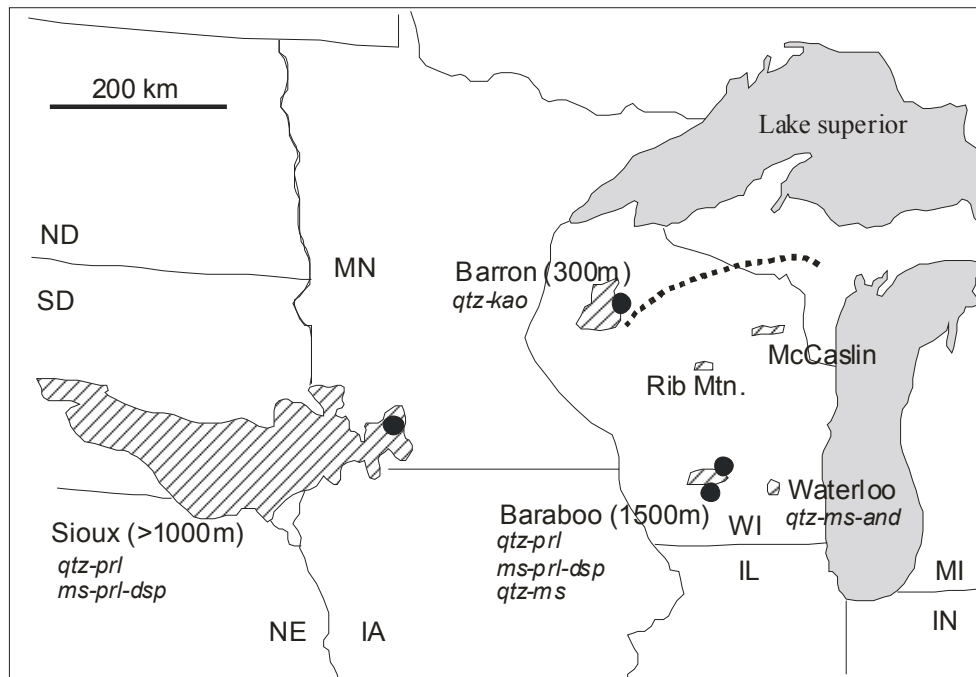 200 km
Lake superior
ND
MN
SD
Barron (300m)
qtz-kao
McCaslin
Rib Mtn.
Sioux (>1000m)
qtz-prl
ms-prl-dsp
Baraboo (1500m)
qtz-prl
ms-prl-dsp
qtz-ms
Waterloo
qtz-ms-and
WI
IL
MI
IN
NE
IA